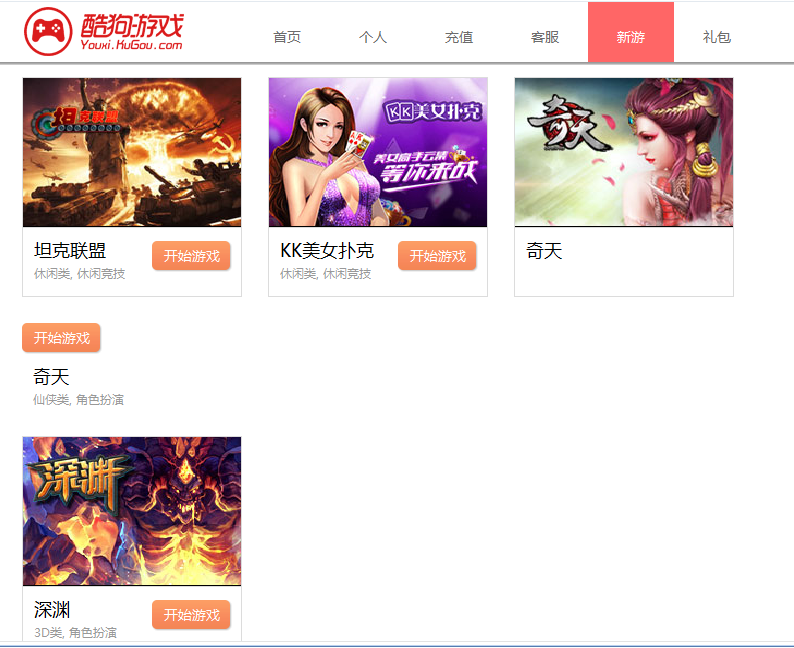 酷狗游戏
Youxi.KuGou.com
首页 个人 充值 客服 新游 礼包
坦克联盟
KK美女扑克
美女高手云集
等你来战
奇天
坦克联盟 开始游戏
休闲类, 休闲竞技
KK美女扑克 开始游戏
休闲类, 休闲竞技
奇天
开始游戏
奇天
仙侠类, 角色扮演
深渊
深渊 开始游戏
3D类, 角色扮演